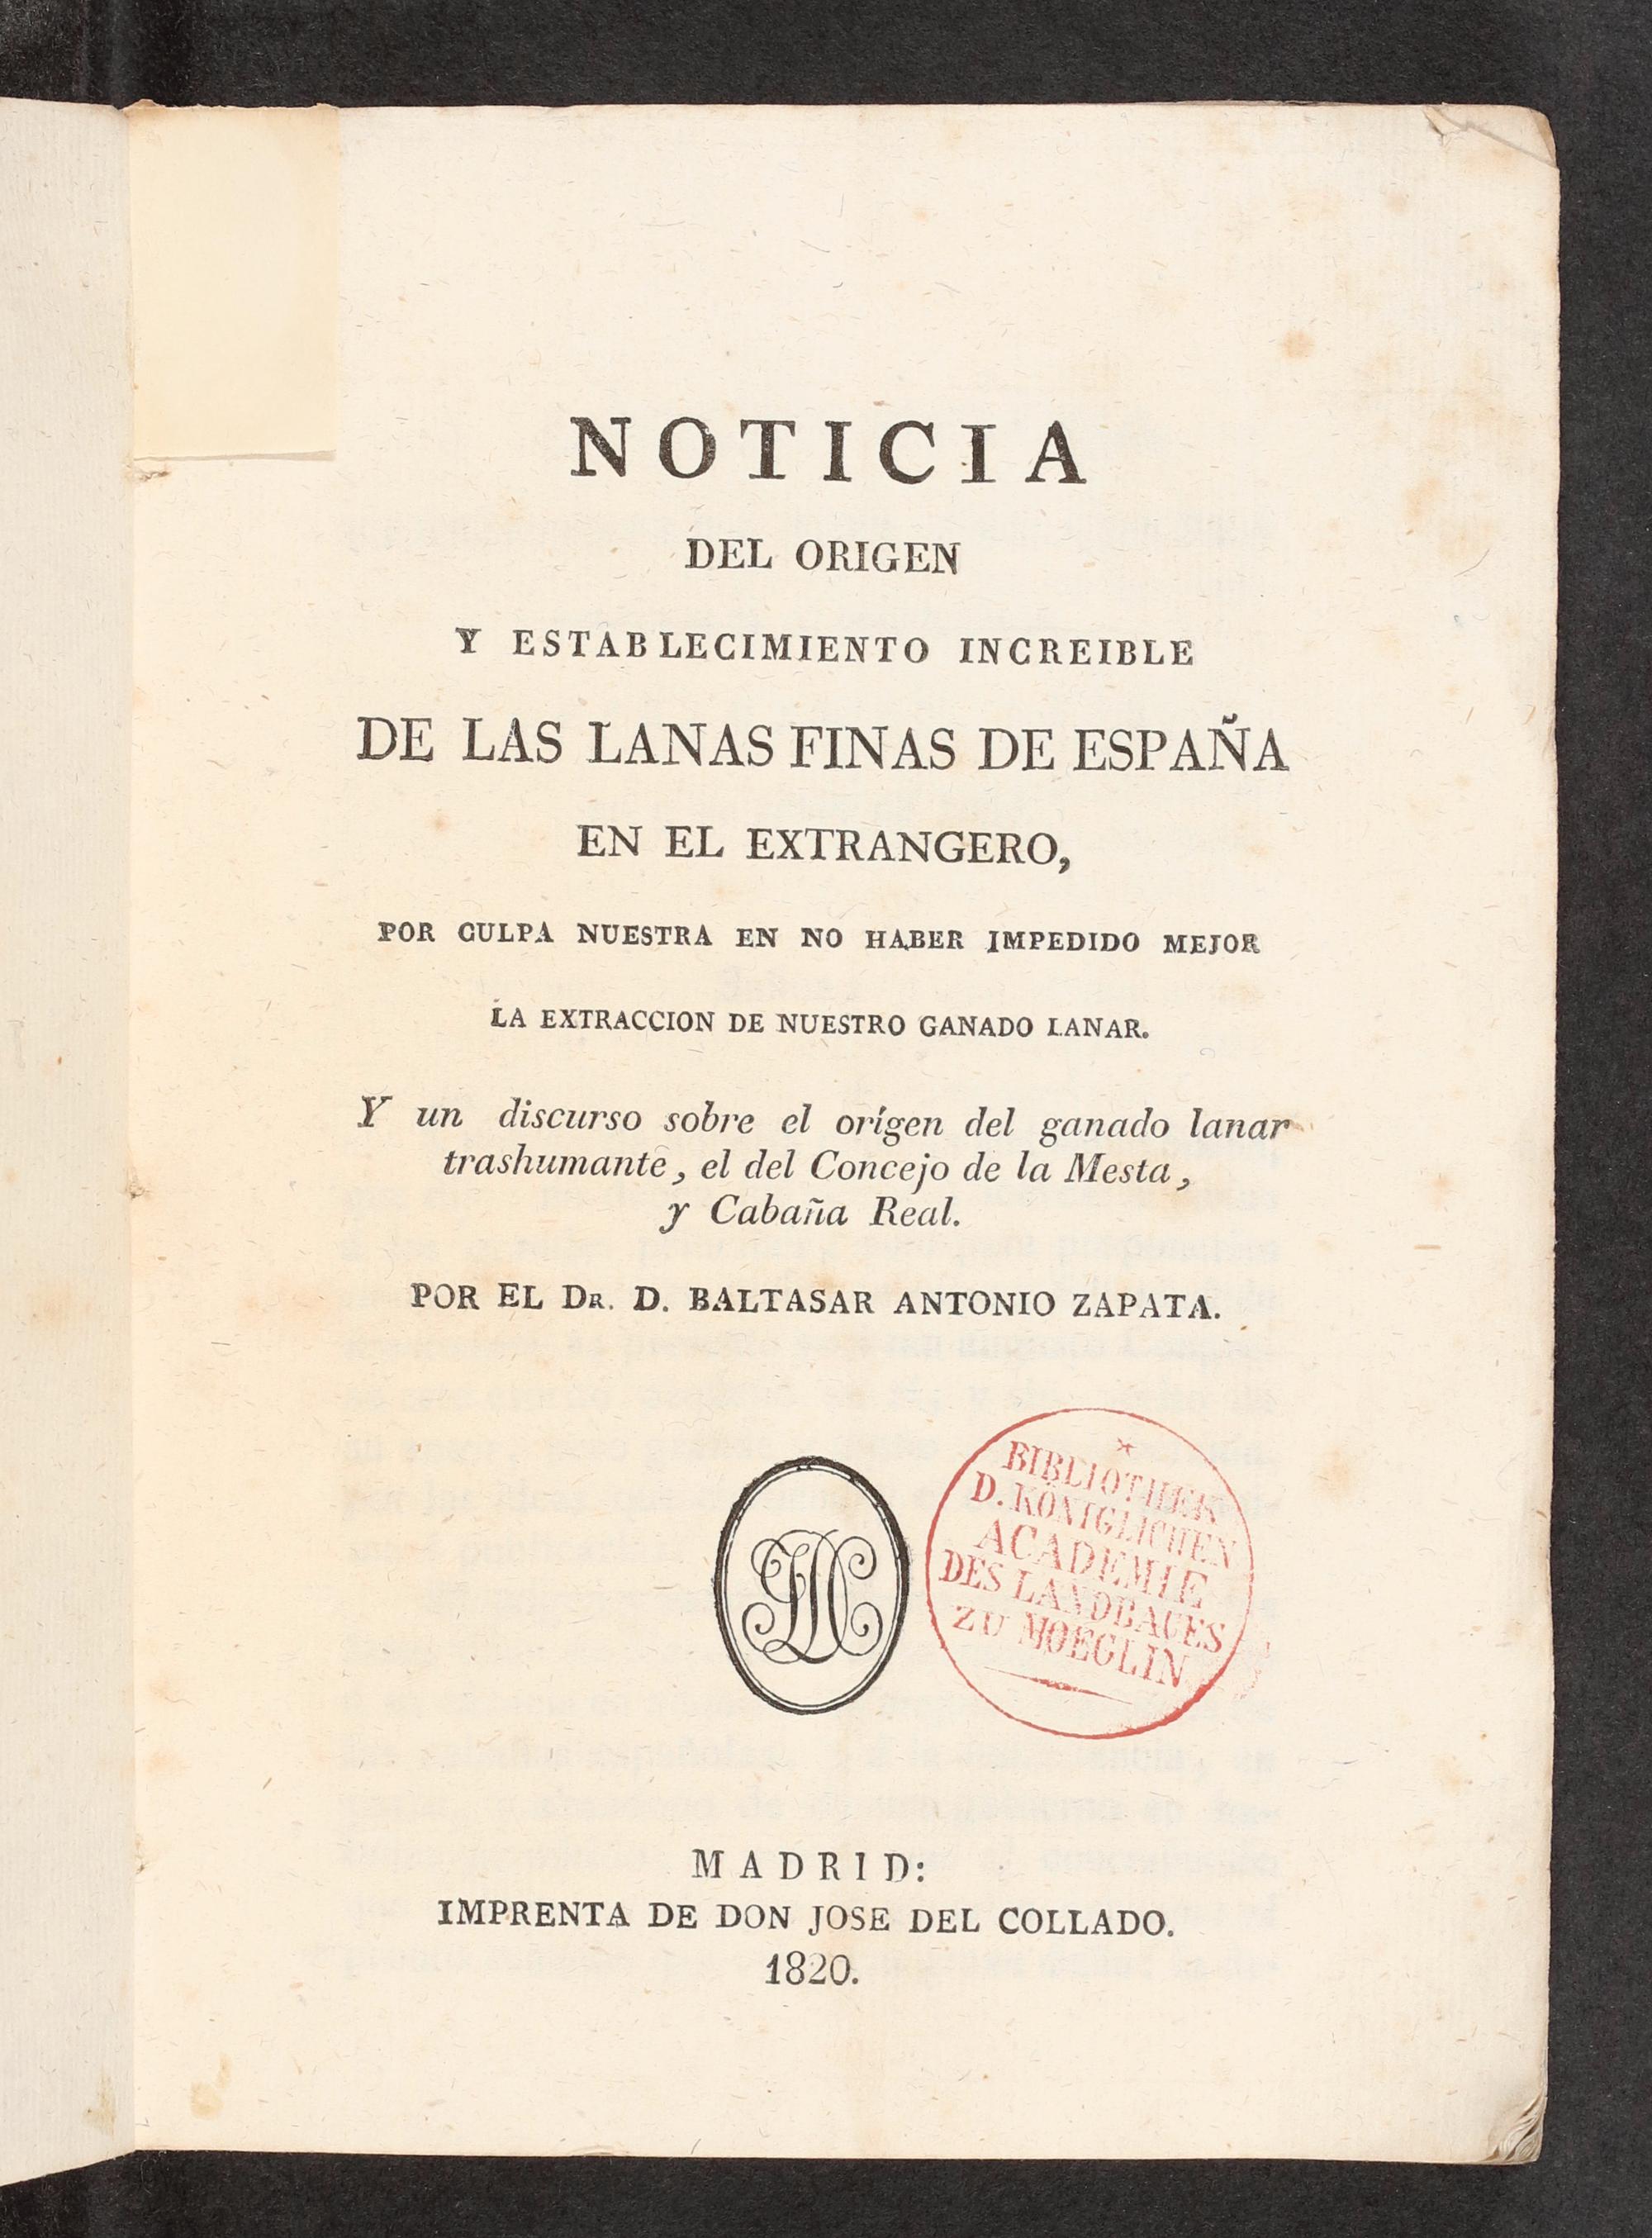 NOTICIA
DEL ORIGEN
Y ESTABLECIMIENTO INCREIBLE
DE LAS LANAS FINAS DE ESPAÑA
EN EL EXTRANGERO,
POR CULPA NUESTRA EN NO HABER IMPEDIDO MEJOR
LA EXTRACCION DE NUESTRO GANADO LANAR.
Y un discurso sobre el orígen del ganado lanar
trashumante, el del Concejo de la Mesta,
y Cabaña Real.
POR EL DR. D. BALTASAR ANTONIO ZAPATA.
BIBLIOTHEK
D. KÖNIGLICHEN
ACADEMIE
DES LANDBAUES
ZU MOEGLIN
MADRID:
IMPRENTA DE DON JOSE DEL COLLADO.
1820.